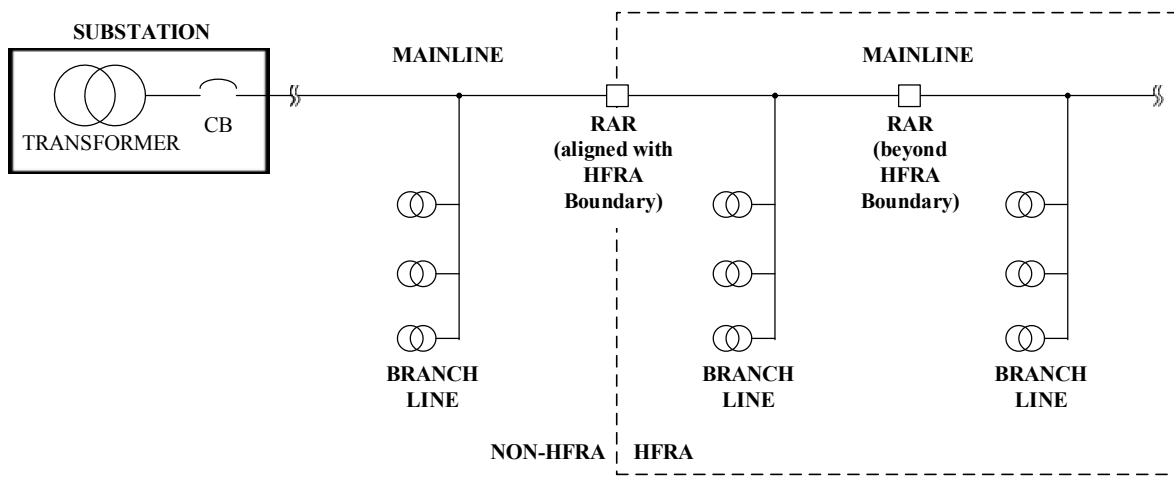 SUBSTATION
TRANSFORMER
CB
MAINLINE
MAINLINE
RAR
(aligned with
HFRA
Boundary)
RAR
(beyond
HFRA
Boundary)
BRANCH
LINE
BRANCH
LINE
BRANCH
LINE
NON-HFRA
HFRA